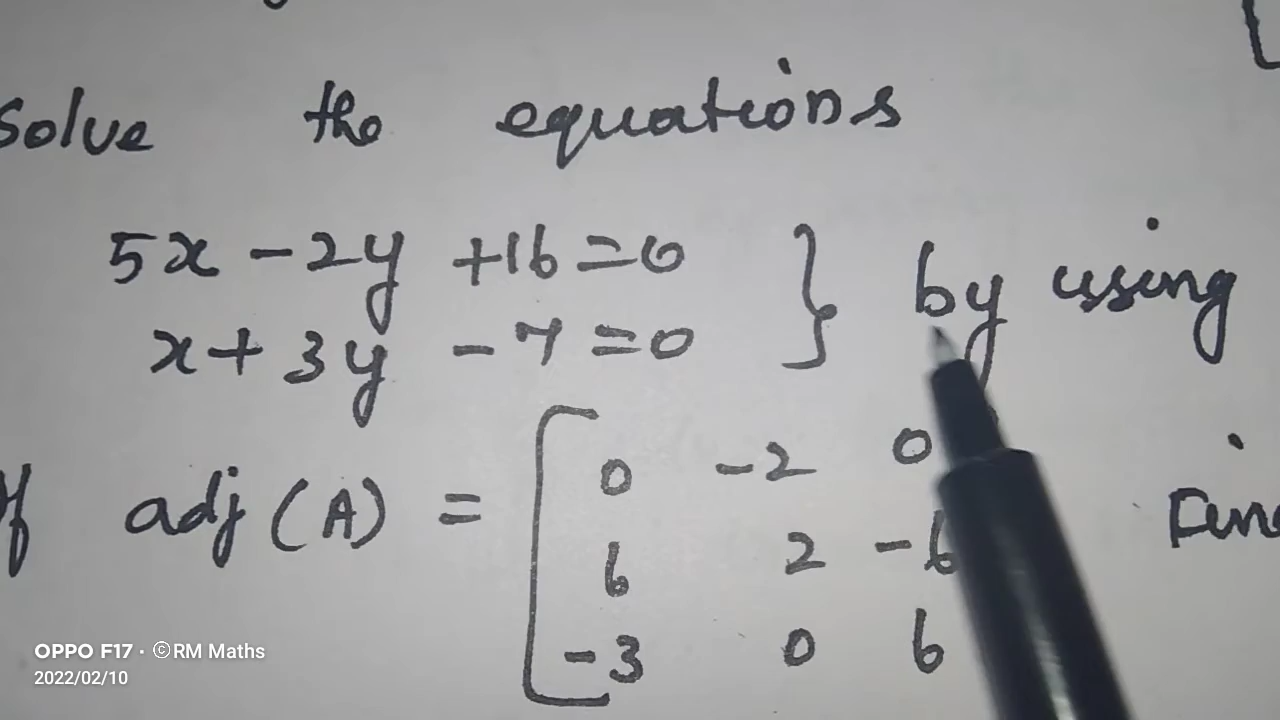 Solve the equations
5x - 2y + 16 = 0 } by using
x + 3y - 7 = 0
If adj (A) = [ 0 -2 0
6 2 -6
-3 0 6
OPPO F17 · ©RM Maths
2022/02/10